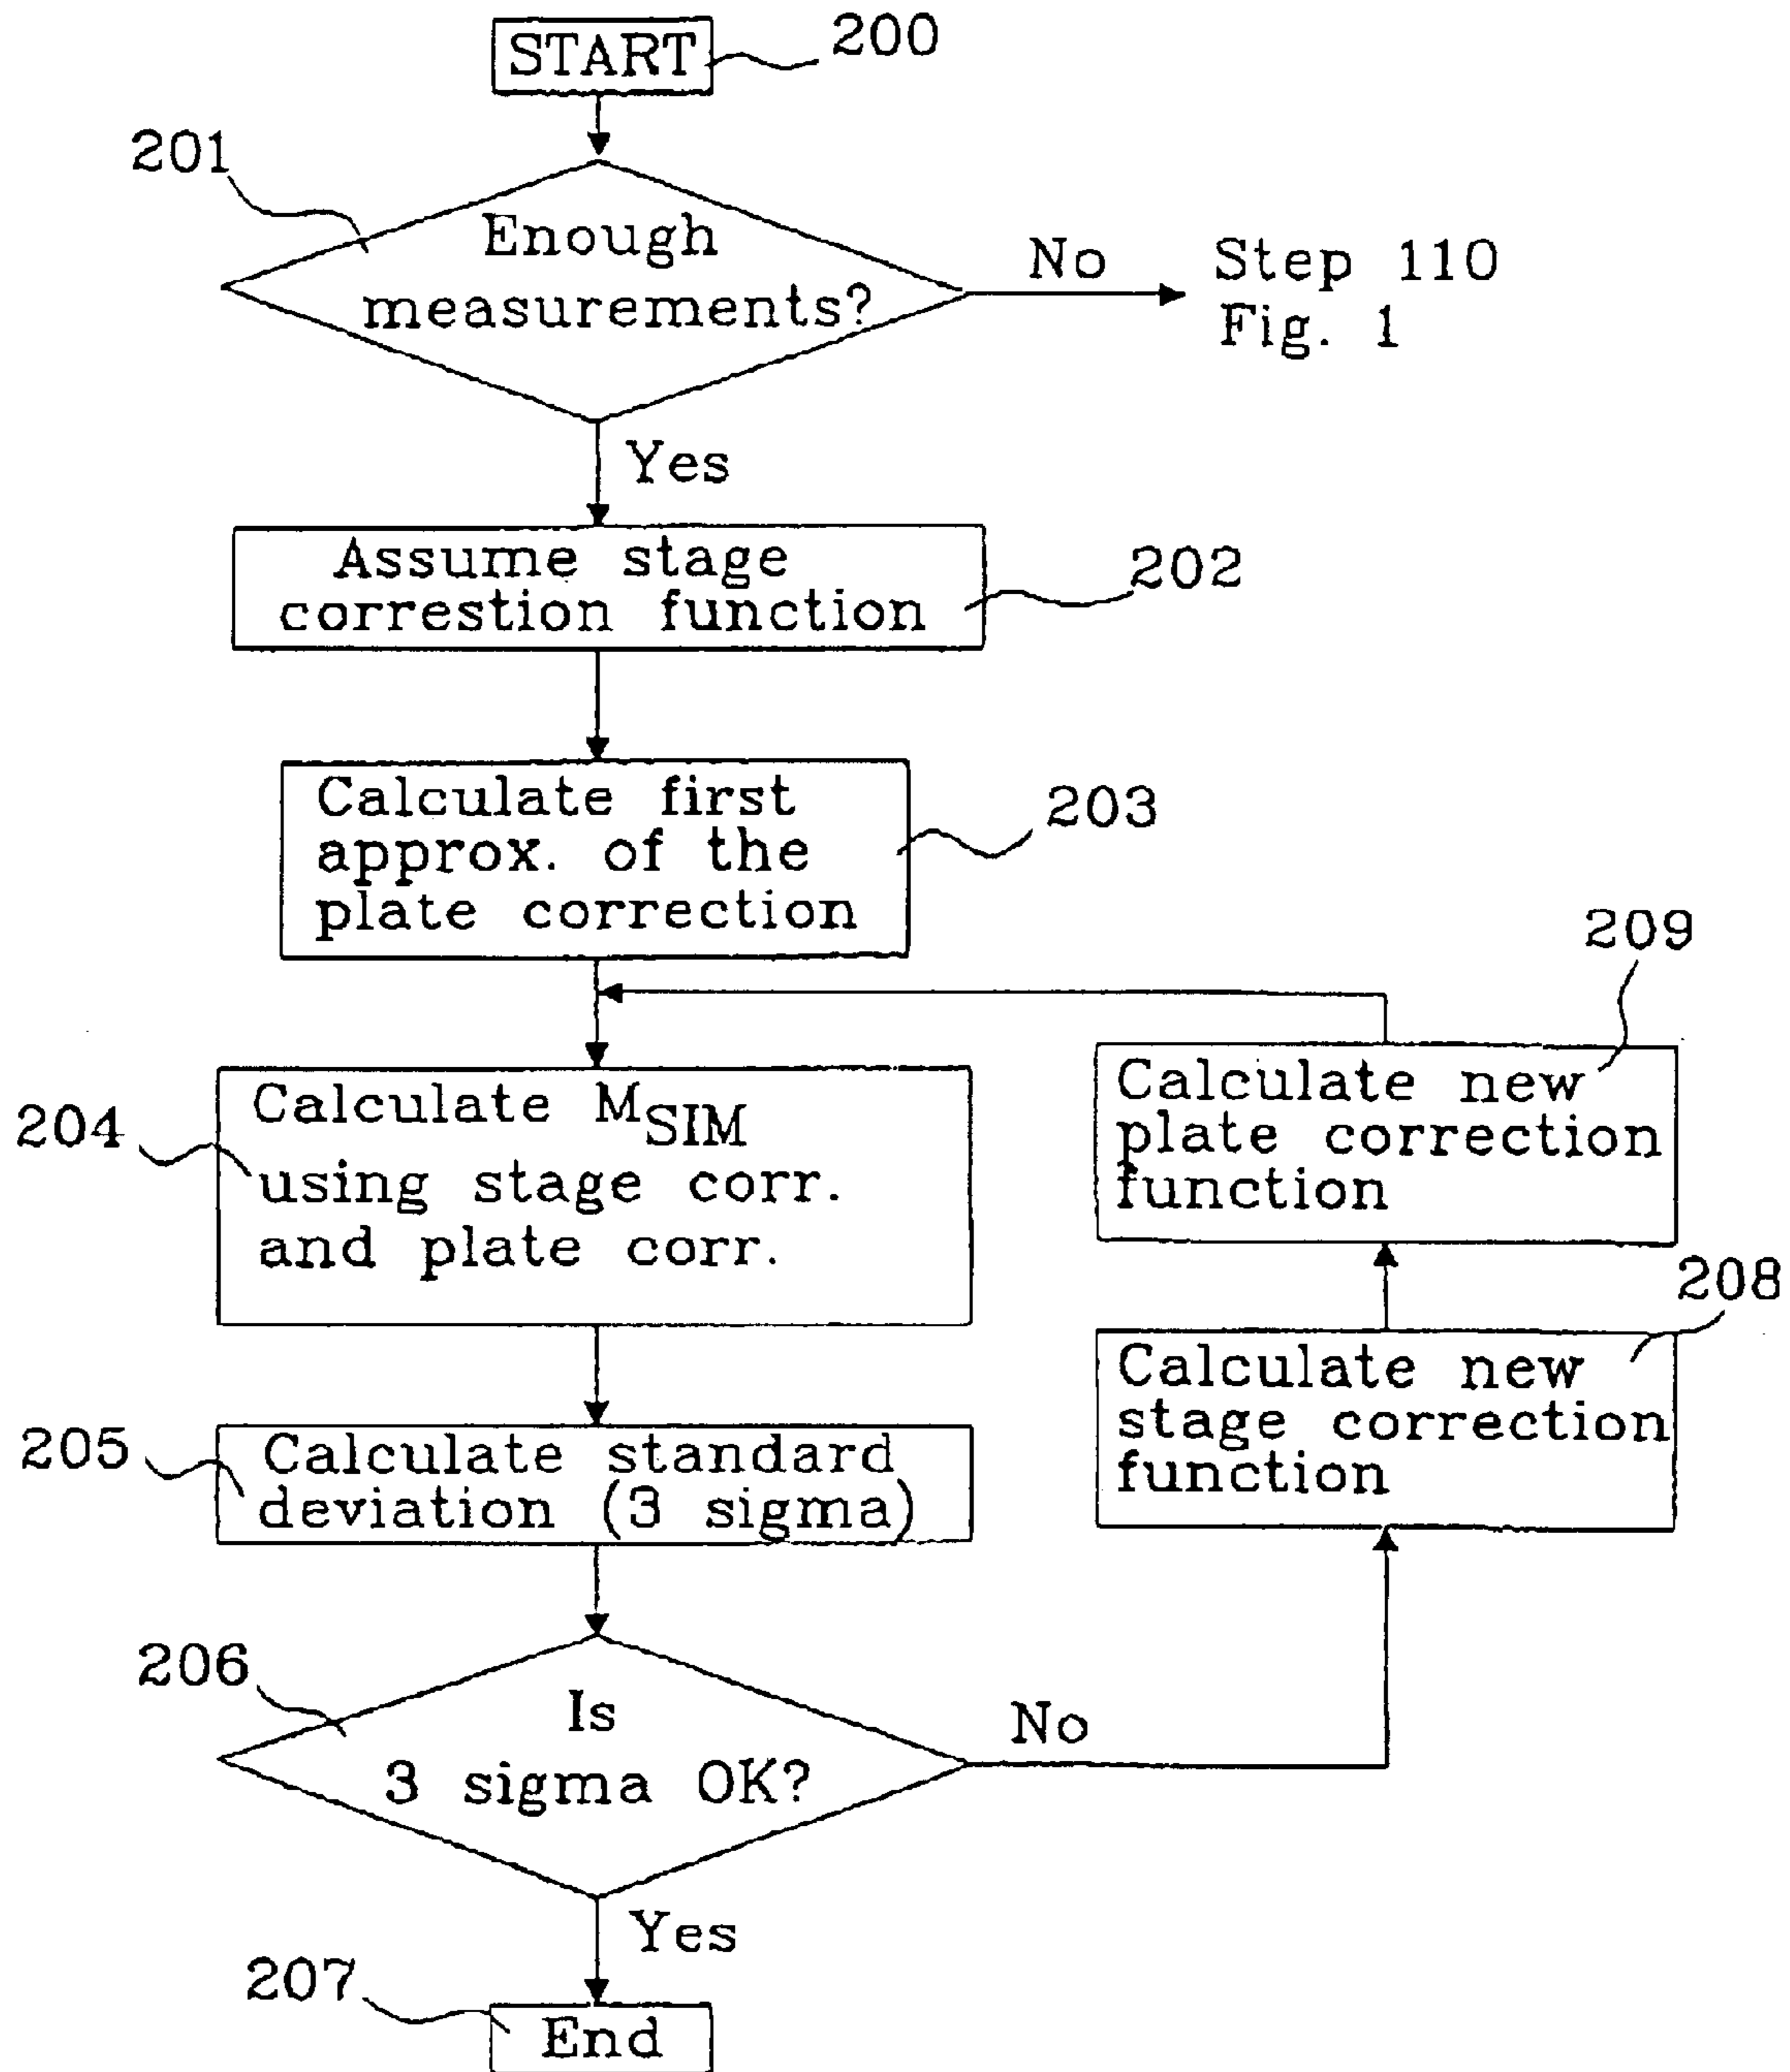 START
200
201
Enough
measurements?
No
Step 110
Fig. 1
Yes
Assume stage
correstion function
202
Calculate first
approx. of the
plate correction
203
209
Calculate new
plate correction
function
204
Calculate MSIM
using stage corr.
and plate corr.
208
Calculate new
stage correction
function
205
Calculate standard
deviation (3 sigma)
206
Is
3 sigma OK?
No
Yes
207
End